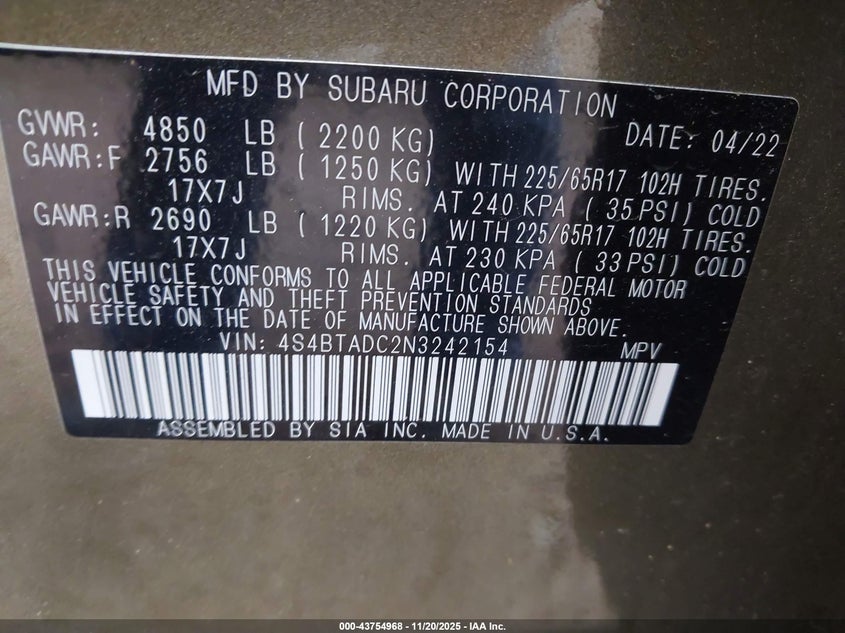 MFD BY SUBARU CORPORATION
GVWR: 4850 LB ( 2200 KG) DATE: 04/22
GAWR:F 2756 LB ( 1250 KG) WITH 225/65R17 102H TIRES.
17X7J RIMS. AT 240 KPA ( 35 PSI) COLD
GAWR:R 2690 LB ( 1220 KG) WITH 225/65R17 102H TIRES.
17X7J RIMS. AT 230 KPA ( 33 PSI) COLD
THIS VEHICLE CONFORMS TO ALL APPLICABLE FEDERAL MOTOR
VEHICLE SAFETY AND THEFT PREVENTION STANDARDS
IN EFFECT ON THE DATE OF MANUFACTURE SHOWN ABOVE.
VIN: 4S4BTADC2N3242154 MPV
ASSEMBLED BY SIA INC. MADE IN U.S.A.
000-43754968 - 11/20/2025 - IAA Inc.